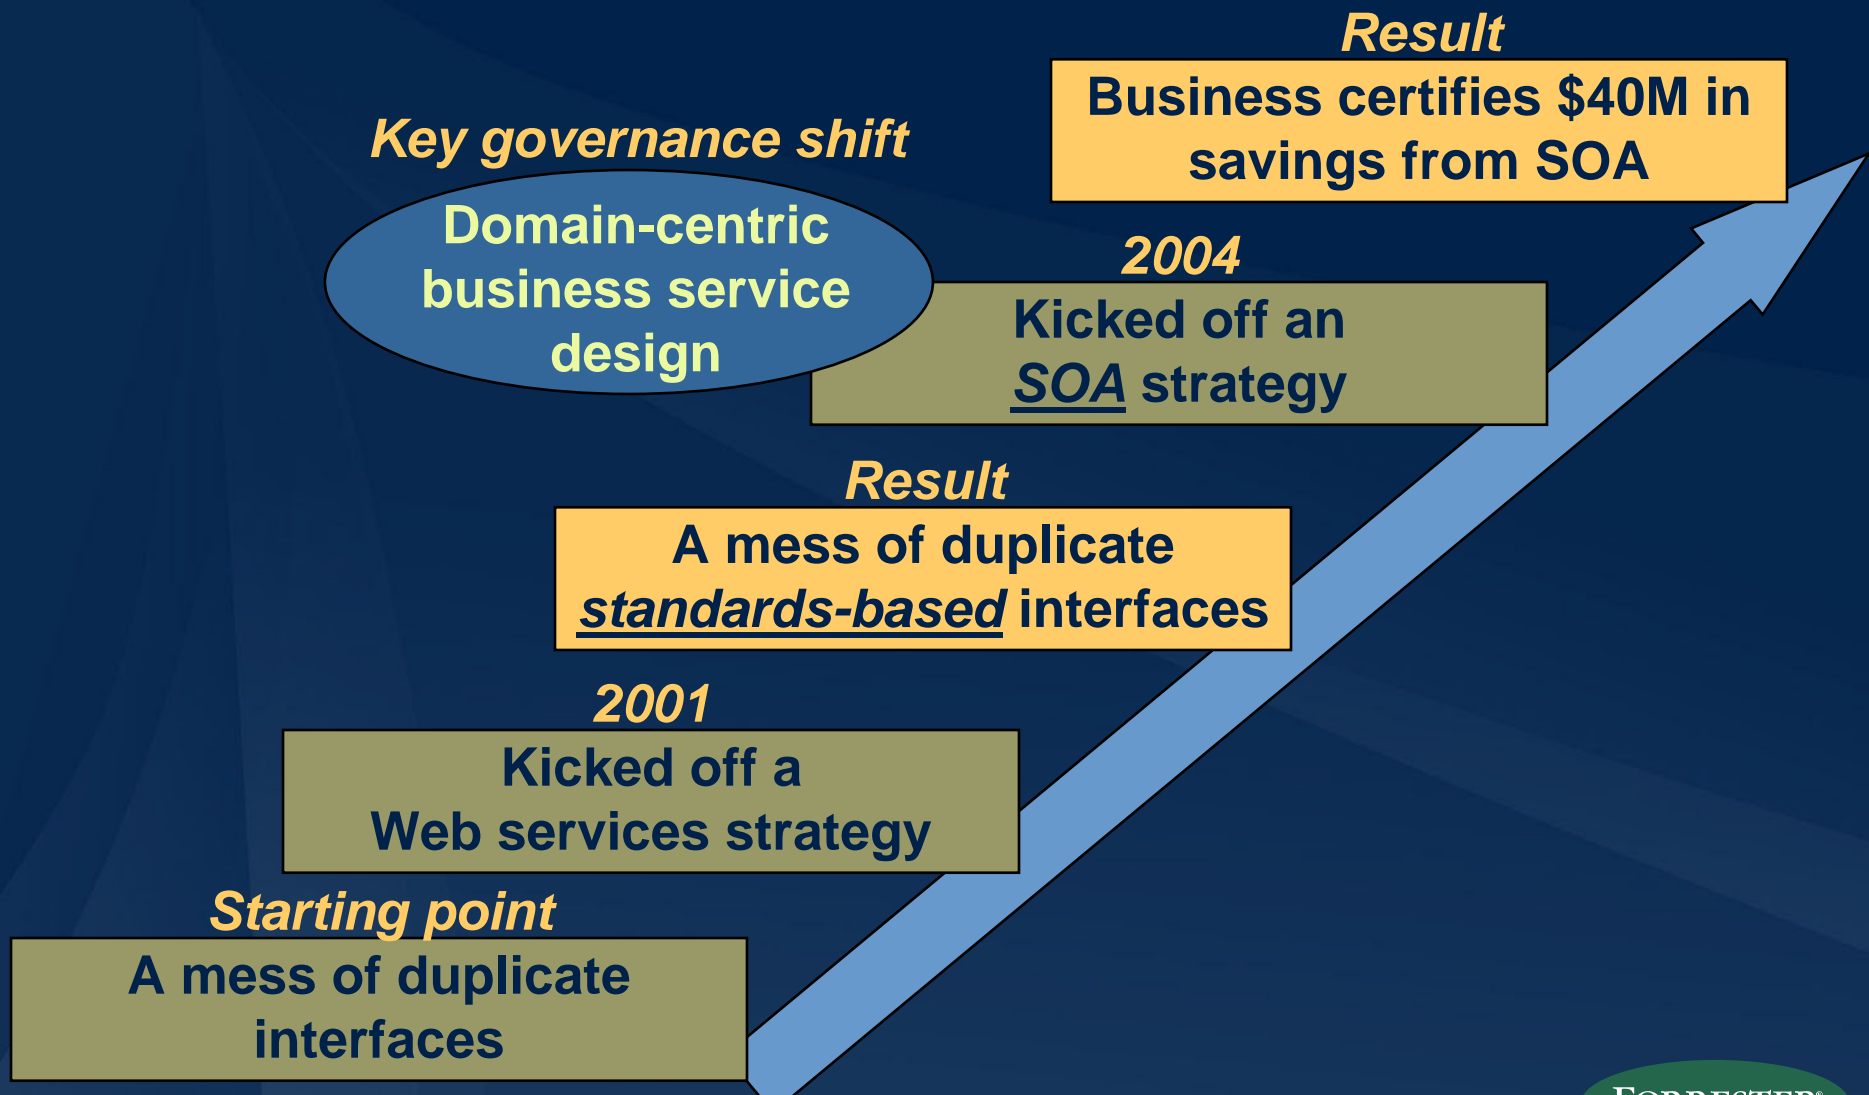 Result
Business certifies $40M in
savings from SOA
Key governance shift
Domain-centric
business service
design
2004
Kicked off an
SOA strategy
Result
A mess of duplicate
standards-based interfaces
2001
Kicked off a
Web services strategy
Starting point
A mess of duplicate
interfaces
FORRESTER®